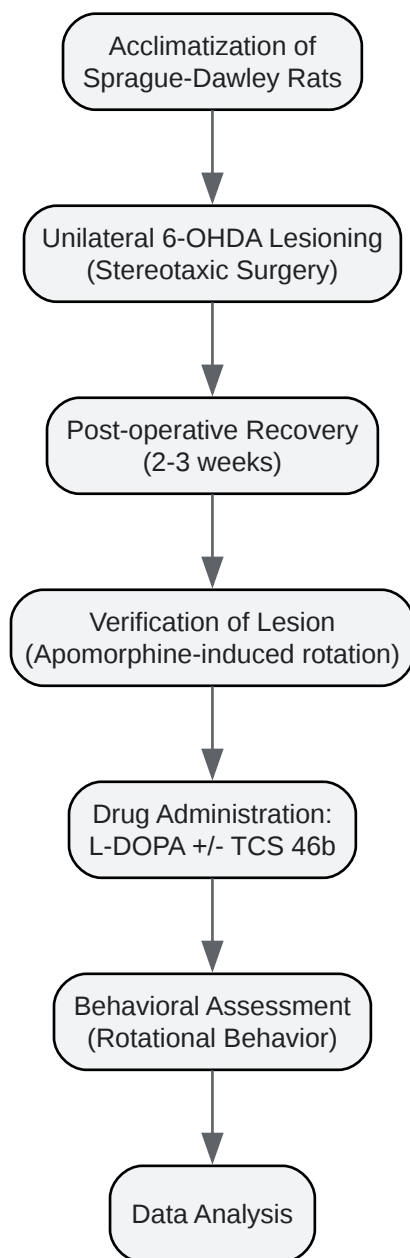 Acclimatization of
Sprague-Dawley Rats
Unilateral 6-OHDA Lesioning
(Stereotaxic Surgery)
Post-operative Recovery
(2-3 weeks)
Verification of Lesion
(Apomorphine-induced rotation)
Drug Administration:
L-DOPA +/- TCS 46b
Behavioral Assessment
(Rotational Behavior)
Data Analysis